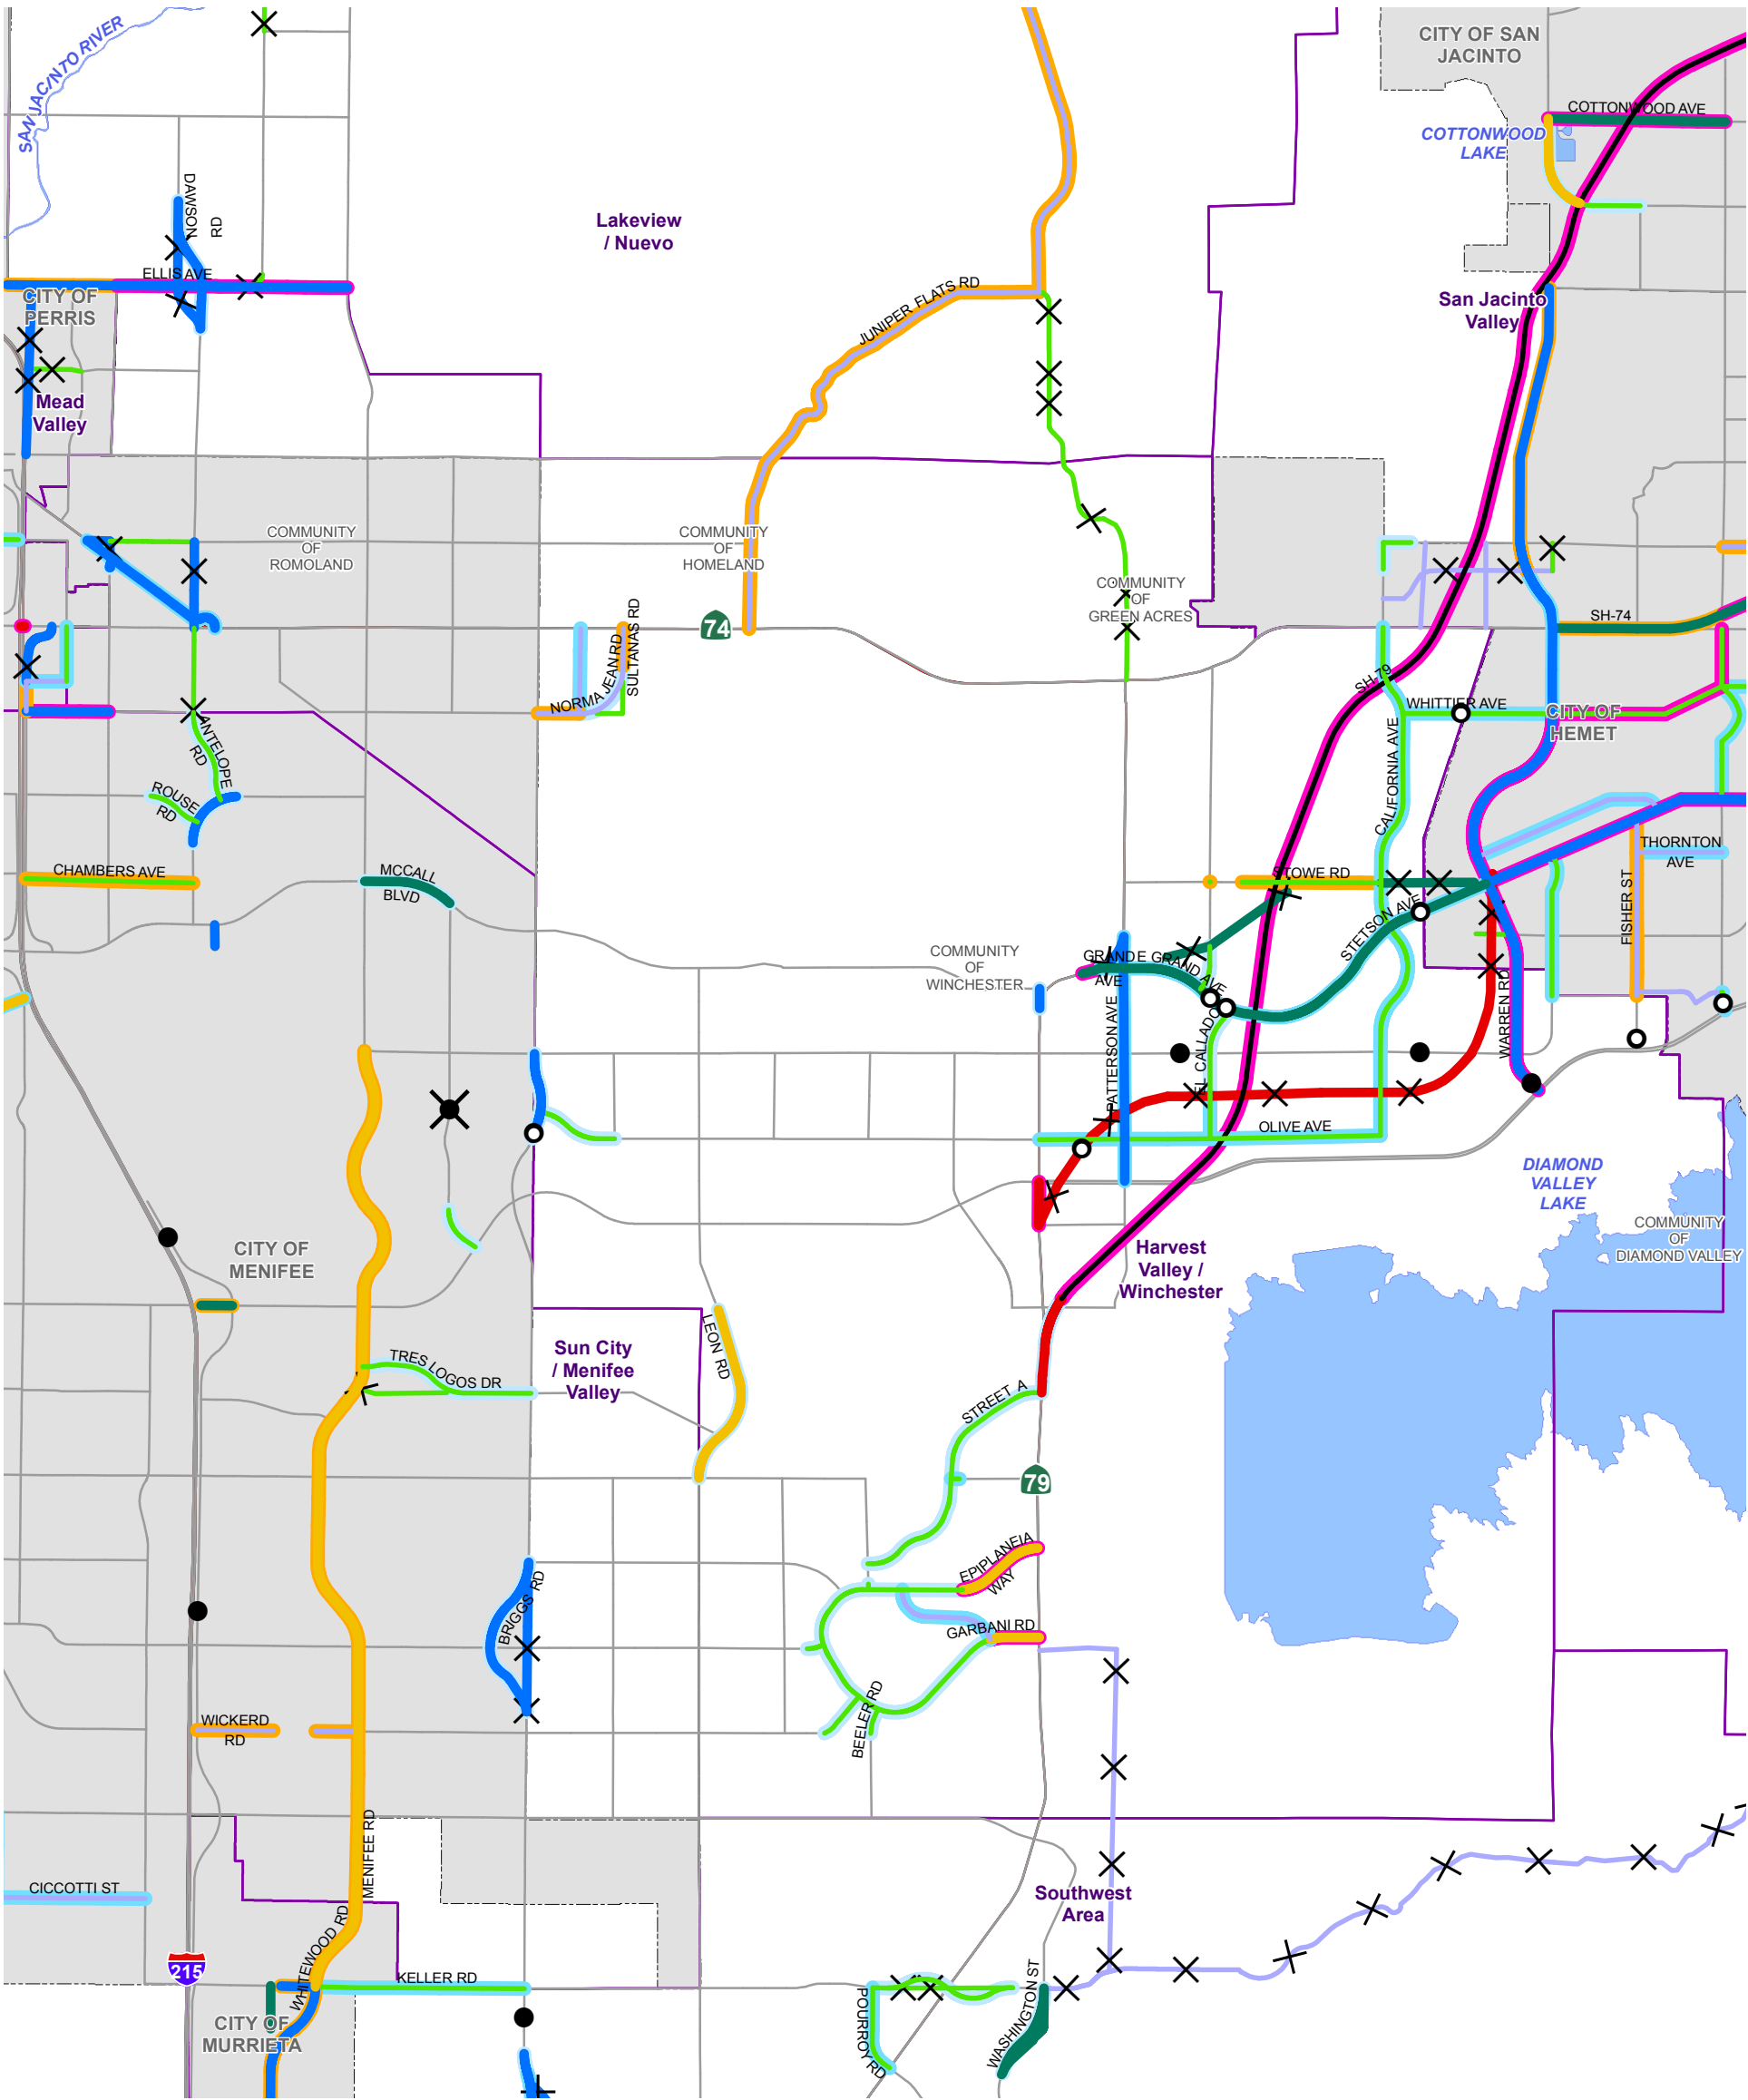 CITY OF SAN
JACINTO
SAN JACINTO RIVER
COTTONWOOD AVE
COTTONWOOD
LAKE
DAWSON
RD
Lakeview
/ Nuevo
ELLIS AVE
CITY OF
PERRIS
JUNIPER FLATS RD
San Jacinto
Valley
Mead
Valley
COMMUNITY
OF
ROMOLAND
COMMUNITY
OF
HOMELAND
COMMUNITY
OF
GREEN ACRES
SH-74
74
SULTANAS RD
NORMA JEAN RD
SH-79
WHITTIER AVE
CITY OF
HEMET
ANTELOPE
RD
CALIFORNIA AVE
ROUSE
RD
THORNTON
AVE
CHAMBERS AVE
MCCALL
BLVD
STOWE RD
FISHER ST
STETSON AVE
COMMUNITY
OF
WINCHESTER
GRANDE
AVE
GRAND AVE
PATTERSON AVE
EL CALLADO
WARREN RD
OLIVE AVE
DIAMOND
VALLEY
LAKE
COMMUNITY
OF
DIAMOND VALLEY
CITY OF
MENIFEE
Harvest
Valley /
Winchester
LEON RD
Sun City
/ Menifee
Valley
TRES LOGOS DR
STREET A
79
EPIPLANEIA
WAY
BRIGGS RD
GARBANI RD
BEELER RD
WICKERD
RD
MENIFEE RD
CICCOTTI ST
Southwest
Area
WHITEWOOD RD
215
KELLER RD
POURROY RD
WASHINGTON ST
CITY OF
MURRIETA